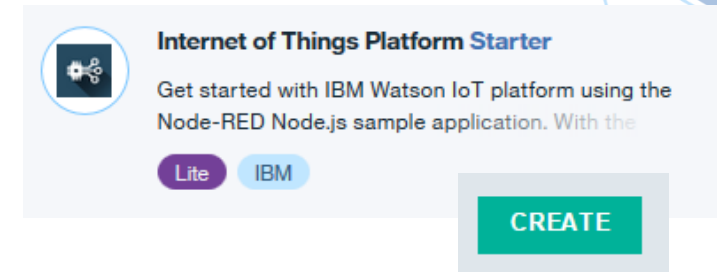 Internet of Things Platform Starter
Get started with IBM Watson IoT platform using the
Node-RED Node.js sample application. With the
Lite IBM
CREATE